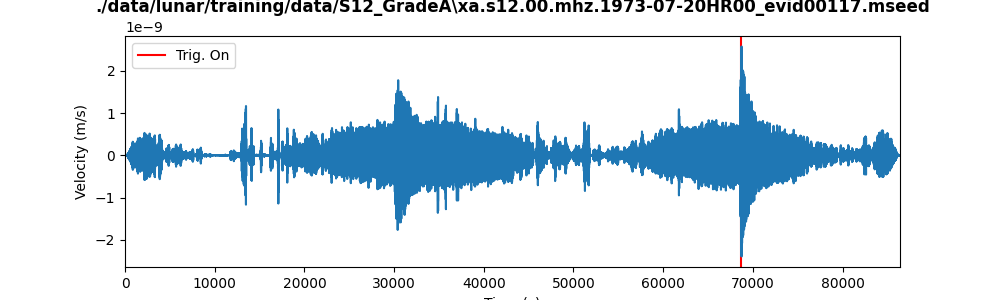 ./data/lunar/training/data/S12_GradeA\xa.s12.00.mhz.1973-07-20HR00_evid00117.mseed
1e−9
Trig. On
2
1
0
−1
−2
Velocity (m/s)
0 10000 20000 30000 40000 50000 60000 70000 80000
Time (s)